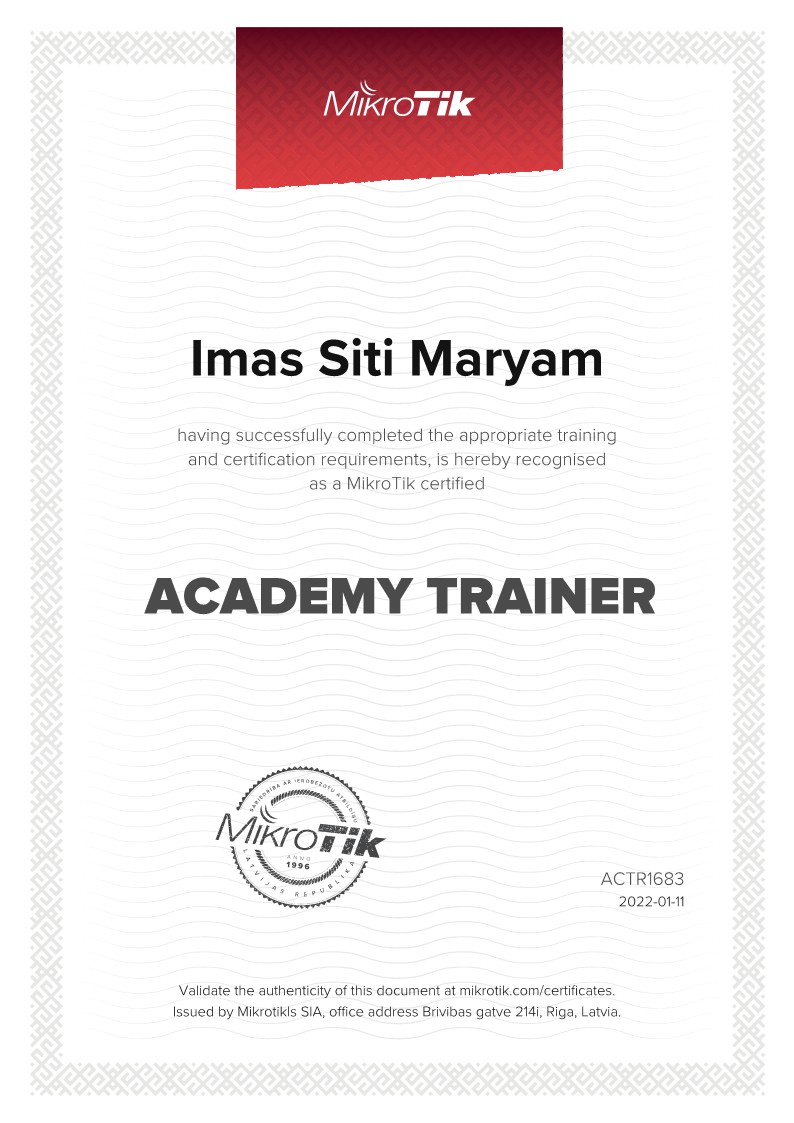 MikroTik
Imas Siti Maryam
having successfully completed the appropriate training
and certification requirements, is hereby recognised
as a MikroTik certified
ACADEMY TRAINER
SABIEDRĪBA AR IEROBEŽOTU ATBILDĪBU
MikroTik
ANNO
1996
LATVIJAS REPUBLIKA
ACTR1683
2022-01-11
Validate the authenticity of this document at mikrotik.com/certificates.
Issued by Mikrotikls SIA, office address Brivibas gatve 214i, Riga, Latvia.